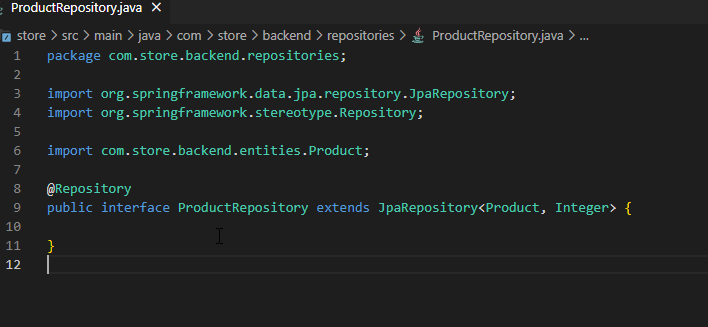 ProductRepository.java ×
store > src > main > java > com > store > backend > repositories > ProductRepository.java > ...
1 package com.store.backend.repositories;
2
3 import org.springframework.data.jpa.repository.JpaRepository;
4 import org.springframework.stereotype.Repository;
5
6 import com.store.backend.entities.Product;
7
8 @Repository
9 public interface ProductRepository extends JpaRepository<Product, Integer> {
10
11 }
12